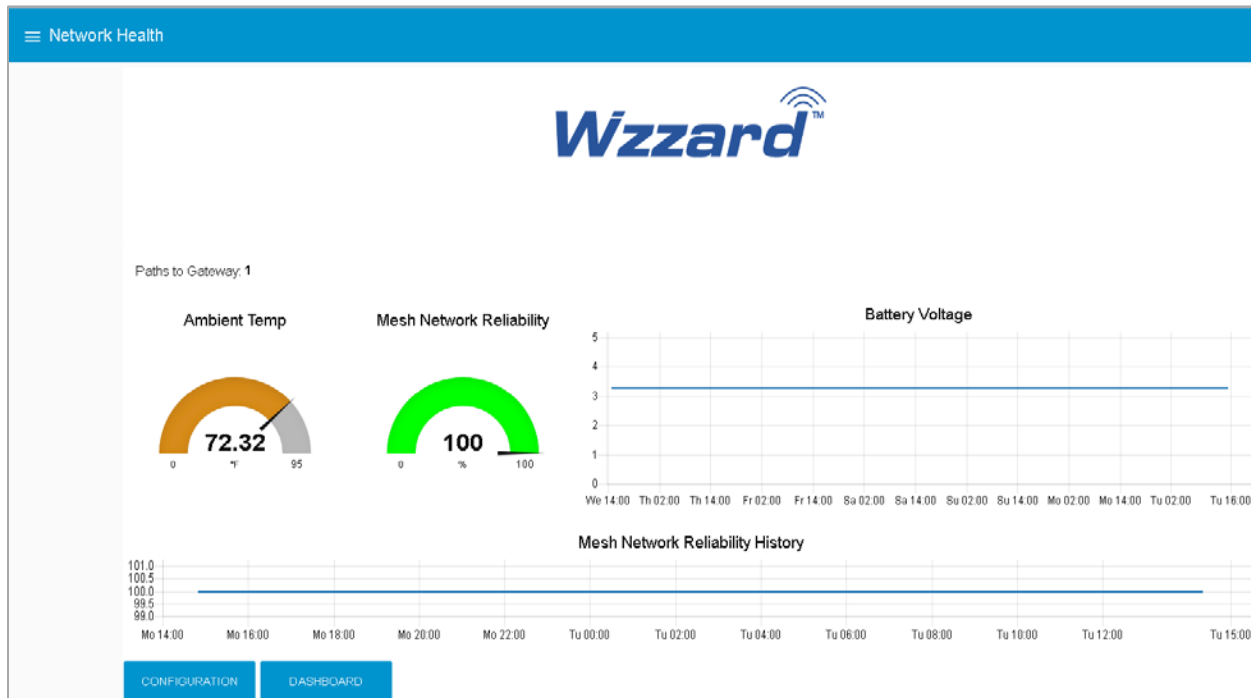 Network Health
Wzzard™
Paths to Gateway: 1
Ambient Temp
72.32
0 °F 95
Mesh Network Reliability
100
0 % 100
Battery Voltage
5
4
3
2
1
0
We 14:00 Th 02:00 Th 14:00 Fr 02:00 Fr 14:00 Sa 02:00 Sa 14:00 Su 02:00 Su 14:00 Mo 02:00 Mo 14:00 Tu 02:00 Tu 16:00
Mesh Network Reliability History
101.0
100.5
100.0
99.5
99.0
Mo 14:00 Mo 16:00 Mo 18:00 Mo 20:00 Mo 22:00 Tu 00:00 Tu 02:00 Tu 04:00 Tu 06:00 Tu 08:00 Tu 10:00 Tu 12:00 Tu 15:00
CONFIGURATION DASHBOARD